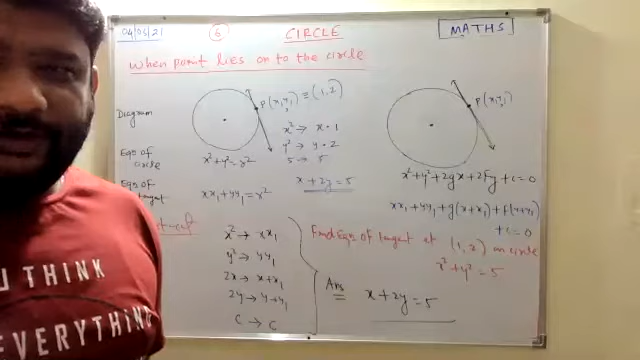 04/05/21
6
CIRCLE
MATHS
when point lies on to the circle
Diagram
P(x₁,y₁) ≡ (1,2)
x² → x·1
y² → y·2
5 → 5
x + 2y = 5
P(x₁,y₁)
Eqn of circle
x² + y² = r²
x² + y² + 2gx + 2fy + c = 0
Eqn of
xx₁ + yy₁ = r²
xx₁ + yy₁ + g(x+x₁) + f(y+y₁)
+ c = 0
x² → xx₁
y² → yy₁
2x → x+x₁
2y → y+y₁
c → c
Find Eqn of tangent at (1,2) on circle
x² + y² = 5
Ans
x + 2y = 5
U THINK
EVERYTHIN